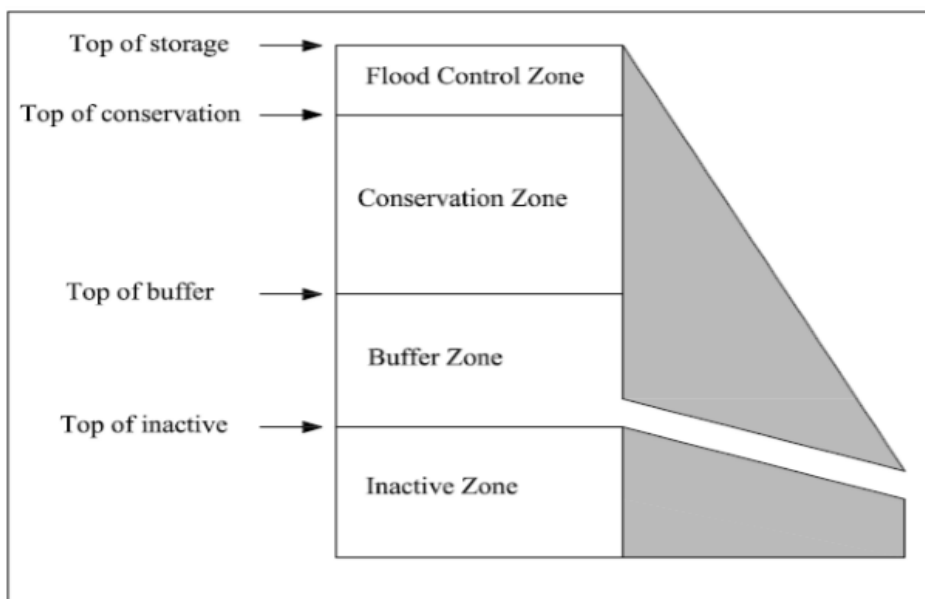 Top of storage
Flood Control Zone
Top of conservation
Conservation Zone
Top of buffer
Buffer Zone
Top of inactive
Inactive Zone